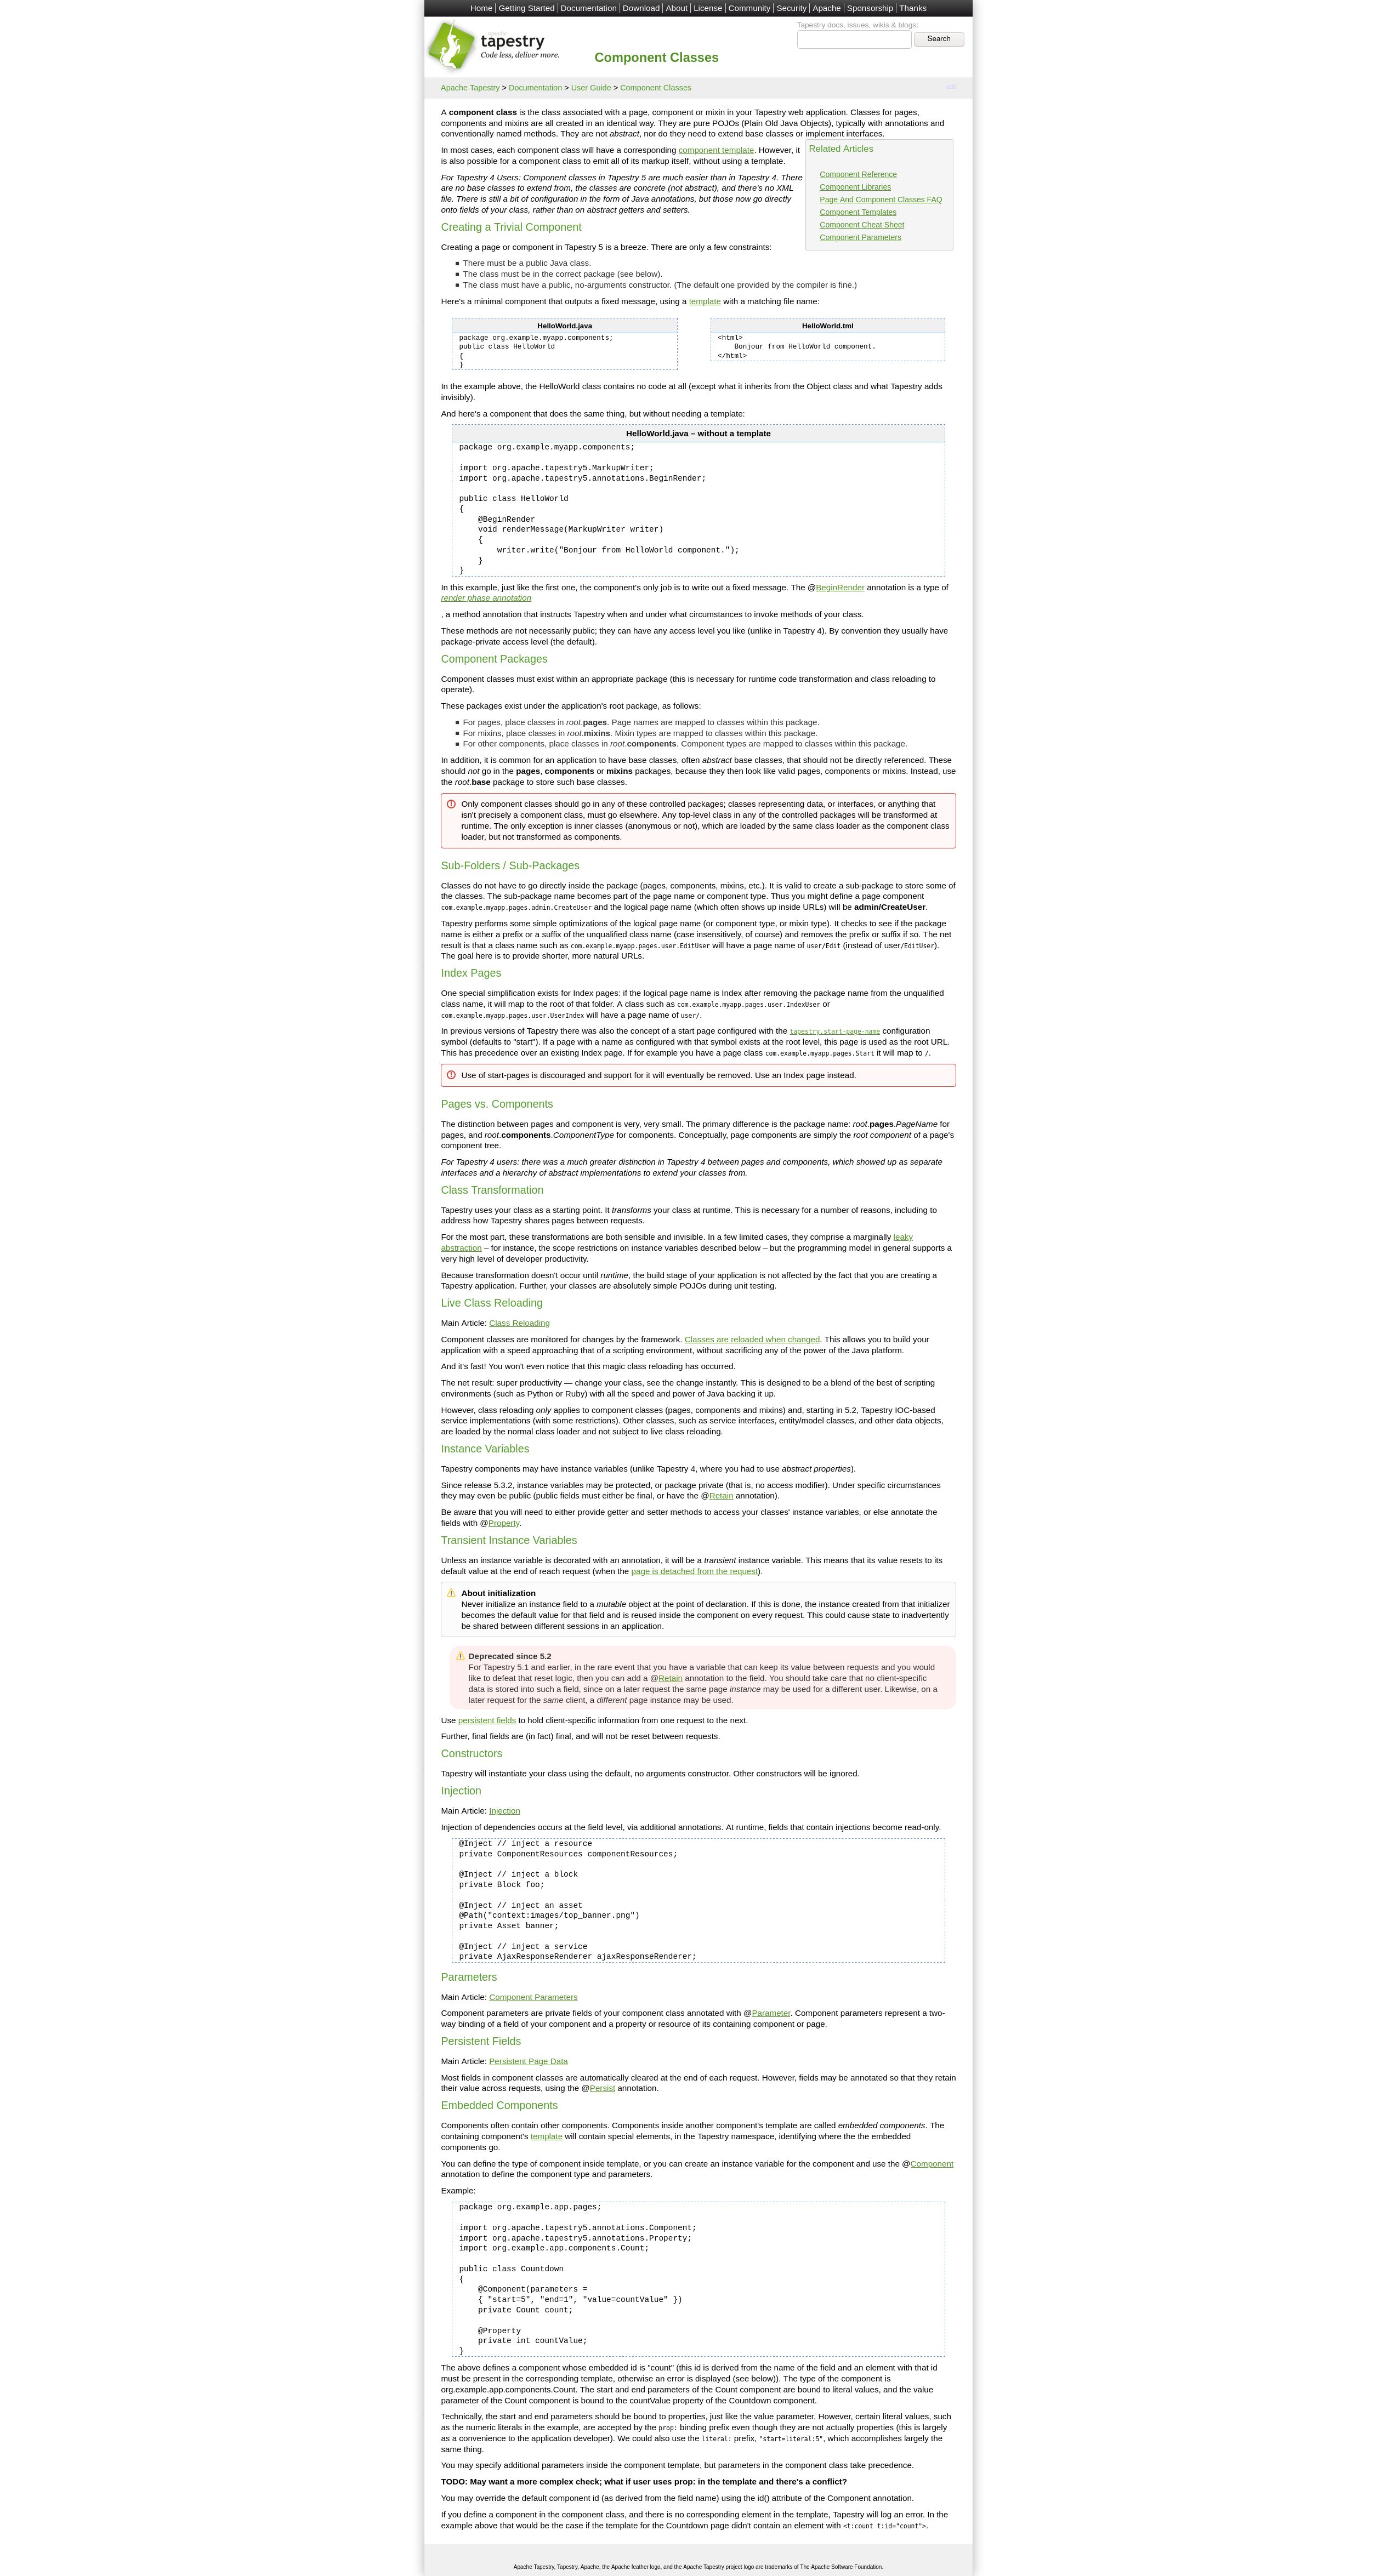 Home Getting Started Documentation Download About License Community Security Apache Sponsorship Thanks
Tapestry docs, issues, wikis & blogs:
Search
tapestry
Code less, deliver more.
Component Classes
Apache Tapestry > Documentation > User Guide > Component Classes
edit
A component class is the class associated with a page, component or mixin in your Tapestry web application. Classes for pages,
components and mixins are all created in an identical way. They are pure POJOs (Plain Old Java Objects), typically with annotations and
conventionally named methods. They are not abstract, nor do they need to extend base classes or implement interfaces.
Related Articles
Component Reference
Component Libraries
Page And Component Classes FAQ
Component Templates
Component Cheat Sheet
Component Parameters
In most cases, each component class will have a corresponding component template. However, it
is also possible for a component class to emit all of its markup itself, without using a template.
For Tapestry 4 Users: Component classes in Tapestry 5 are much easier than in Tapestry 4. There
are no base classes to extend from, the classes are concrete (not abstract), and there's no XML
file. There is still a bit of configuration in the form of Java annotations, but those now go directly
onto fields of your class, rather than on abstract getters and setters.
Creating a Trivial Component
Creating a page or component in Tapestry 5 is a breeze. There are only a few constraints:
There must be a public Java class.
The class must be in the correct package (see below).
The class must have a public, no-arguments constructor. (The default one provided by the compiler is fine.)
Here's a minimal component that outputs a fixed message, using a template with a matching file name:
HelloWorld.java
package org.example.myapp.components;
public class HelloWorld
{
}
HelloWorld.tml
<html>
    Bonjour from HelloWorld component.
</html>
In the example above, the HelloWorld class contains no code at all (except what it inherits from the Object class and what Tapestry adds
invisibly).
And here's a component that does the same thing, but without needing a template:
HelloWorld.java – without a template
package org.example.myapp.components;
import org.apache.tapestry5.MarkupWriter;
import org.apache.tapestry5.annotations.BeginRender;
public class HelloWorld
{
    @BeginRender
    void renderMessage(MarkupWriter writer)
    {
        writer.write("Bonjour from HelloWorld component.");
    }
}
In this example, just like the first one, the component's only job is to write out a fixed message. The @BeginRender annotation is a type of
render phase annotation
, a method annotation that instructs Tapestry when and under what circumstances to invoke methods of your class.
These methods are not necessarily public; they can have any access level you like (unlike in Tapestry 4). By convention they usually have
package-private access level (the default).
Component Packages
Component classes must exist within an appropriate package (this is necessary for runtime code transformation and class reloading to
operate).
These packages exist under the application's root package, as follows:
For pages, place classes in root.pages. Page names are mapped to classes within this package.
For mixins, place classes in root.mixins. Mixin types are mapped to classes within this package.
For other components, place classes in root.components. Component types are mapped to classes within this package.
In addition, it is common for an application to have base classes, often abstract base classes, that should not be directly referenced. These
should not go in the pages, components or mixins packages, because they then look like valid pages, components or mixins. Instead, use
the root.base package to store such base classes.
Only component classes should go in any of these controlled packages; classes representing data, or interfaces, or anything that
isn't precisely a component class, must go elsewhere. Any top-level class in any of the controlled packages will be transformed at
runtime. The only exception is inner classes (anonymous or not), which are loaded by the same class loader as the component class
loader, but not transformed as components.
Sub-Folders / Sub-Packages
Classes do not have to go directly inside the package (pages, components, mixins, etc.). It is valid to create a sub-package to store some of
the classes. The sub-package name becomes part of the page name or component type. Thus you might define a page component
com.example.myapp.pages.admin.CreateUser and the logical page name (which often shows up inside URLs) will be admin/CreateUser.
Tapestry performs some simple optimizations of the logical page name (or component type, or mixin type). It checks to see if the package
name is either a prefix or a suffix of the unqualified class name (case insensitively, of course) and removes the prefix or suffix if so. The net
result is that a class name such as com.example.myapp.pages.user.EditUser will have a page name of user/Edit (instead of user/EditUser).
The goal here is to provide shorter, more natural URLs.
Index Pages
One special simplification exists for Index pages: if the logical page name is Index after removing the package name from the unqualified
class name, it will map to the root of that folder. A class such as com.example.myapp.pages.user.IndexUser or
com.example.myapp.pages.user.UserIndex will have a page name of user/.
In previous versions of Tapestry there was also the concept of a start page configured with the tapestry.start-page-name configuration
symbol (defaults to "start"). If a page with a name as configured with that symbol exists at the root level, this page is used as the root URL.
This has precedence over an existing Index page. If for example you have a page class com.example.myapp.pages.Start it will map to /.
Use of start-pages is discouraged and support for it will eventually be removed. Use an Index page instead.
Pages vs. Components
The distinction between pages and component is very, very small. The primary difference is the package name: root.pages.PageName for
pages, and root.components.ComponentType for components. Conceptually, page components are simply the root component of a page's
component tree.
For Tapestry 4 users: there was a much greater distinction in Tapestry 4 between pages and components, which showed up as separate
interfaces and a hierarchy of abstract implementations to extend your classes from.
Class Transformation
Tapestry uses your class as a starting point. It transforms your class at runtime. This is necessary for a number of reasons, including to
address how Tapestry shares pages between requests.
For the most part, these transformations are both sensible and invisible. In a few limited cases, they comprise a marginally leaky
abstraction – for instance, the scope restrictions on instance variables described below – but the programming model in general supports a
very high level of developer productivity.
Because transformation doesn't occur until runtime, the build stage of your application is not affected by the fact that you are creating a
Tapestry application. Further, your classes are absolutely simple POJOs during unit testing.
Live Class Reloading
Main Article: Class Reloading
Component classes are monitored for changes by the framework. Classes are reloaded when changed. This allows you to build your
application with a speed approaching that of a scripting environment, without sacrificing any of the power of the Java platform.
And it's fast! You won't even notice that this magic class reloading has occurred.
The net result: super productivity — change your class, see the change instantly. This is designed to be a blend of the best of scripting
environments (such as Python or Ruby) with all the speed and power of Java backing it up.
However, class reloading only applies to component classes (pages, components and mixins) and, starting in 5.2, Tapestry IOC-based
service implementations (with some restrictions). Other classes, such as service interfaces, entity/model classes, and other data objects,
are loaded by the normal class loader and not subject to live class reloading.
Instance Variables
Tapestry components may have instance variables (unlike Tapestry 4, where you had to use abstract properties).
Since release 5.3.2, instance variables may be protected, or package private (that is, no access modifier). Under specific circumstances
they may even be public (public fields must either be final, or have the @Retain annotation).
Be aware that you will need to either provide getter and setter methods to access your classes' instance variables, or else annotate the
fields with @Property.
Transient Instance Variables
Unless an instance variable is decorated with an annotation, it will be a transient instance variable. This means that its value resets to its
default value at the end of reach request (when the page is detached from the request).
About initialization
Never initialize an instance field to a mutable object at the point of declaration. If this is done, the instance created from that initializer
becomes the default value for that field and is reused inside the component on every request. This could cause state to inadvertently
be shared between different sessions in an application.
Deprecated since 5.2
For Tapestry 5.1 and earlier, in the rare event that you have a variable that can keep its value between requests and you would
like to defeat that reset logic, then you can add a @Retain annotation to the field. You should take care that no client-specific
data is stored into such a field, since on a later request the same page instance may be used for a different user. Likewise, on a
later request for the same client, a different page instance may be used.
Use persistent fields to hold client-specific information from one request to the next.
Further, final fields are (in fact) final, and will not be reset between requests.
Constructors
Tapestry will instantiate your class using the default, no arguments constructor. Other constructors will be ignored.
Injection
Main Article: Injection
Injection of dependencies occurs at the field level, via additional annotations. At runtime, fields that contain injections become read-only.
@Inject // inject a resource
private ComponentResources componentResources;
@Inject // inject a block
private Block foo;
@Inject // inject an asset
@Path("context:images/top_banner.png")
private Asset banner;
@Inject // inject a service
private AjaxResponseRenderer ajaxResponseRenderer;
Parameters
Main Article: Component Parameters
Component parameters are private fields of your component class annotated with @Parameter. Component parameters represent a two-
way binding of a field of your component and a property or resource of its containing component or page.
Persistent Fields
Main Article: Persistent Page Data
Most fields in component classes are automatically cleared at the end of each request. However, fields may be annotated so that they retain
their value across requests, using the @Persist annotation.
Embedded Components
Components often contain other components. Components inside another component's template are called embedded components. The
containing component's template will contain special elements, in the Tapestry namespace, identifying where the the embedded
components go.
You can define the type of component inside template, or you can create an instance variable for the component and use the @Component
annotation to define the component type and parameters.
Example:
package org.example.app.pages;
import org.apache.tapestry5.annotations.Component;
import org.apache.tapestry5.annotations.Property;
import org.example.app.components.Count;
public class Countdown
{
    @Component(parameters =
    { "start=5", "end=1", "value=countValue" })
    private Count count;
    @Property
    private int countValue;
}
The above defines a component whose embedded id is "count" (this id is derived from the name of the field and an element with that id
must be present in the corresponding template, otherwise an error is displayed (see below)). The type of the component is
org.example.app.components.Count. The start and end parameters of the Count component are bound to literal values, and the value
parameter of the Count component is bound to the countValue property of the Countdown component.
Technically, the start and end parameters should be bound to properties, just like the value parameter. However, certain literal values, such
as the numeric literals in the example, are accepted by the prop: binding prefix even though they are not actually properties (this is largely
as a convenience to the application developer). We could also use the literal: prefix, "start=literal:5", which accomplishes largely the
same thing.
You may specify additional parameters inside the component template, but parameters in the component class take precedence.
TODO: May want a more complex check; what if user uses prop: in the template and there's a conflict?
You may override the default component id (as derived from the field name) using the id() attribute of the Component annotation.
If you define a component in the component class, and there is no corresponding element in the template, Tapestry will log an error. In the
example above that would be the case if the template for the Countdown page didn't contain an element with <t:count t:id="count">.
Apache Tapestry, Tapestry, Apache, the Apache feather logo, and the Apache Tapestry project logo are trademarks of The Apache Software Foundation.